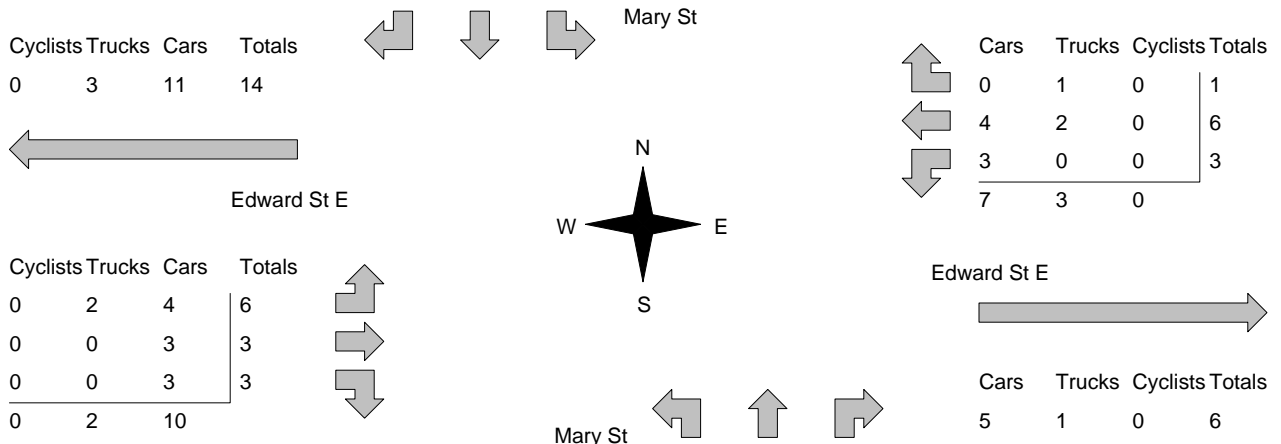 Mary St
Cyclists Trucks Cars Totals
0 3 11 14
Cars Trucks Cyclists Totals
0 1 0 1
4 2 0 6
3 0 0 3
7 3 0
Edward St E
N
W E
S
Cyclists Trucks Cars Totals
0 2 4 6
0 0 3 3
0 0 3 3
0 2 10
Edward St E
Cars Trucks Cyclists Totals
5 1 0 6
Mary St